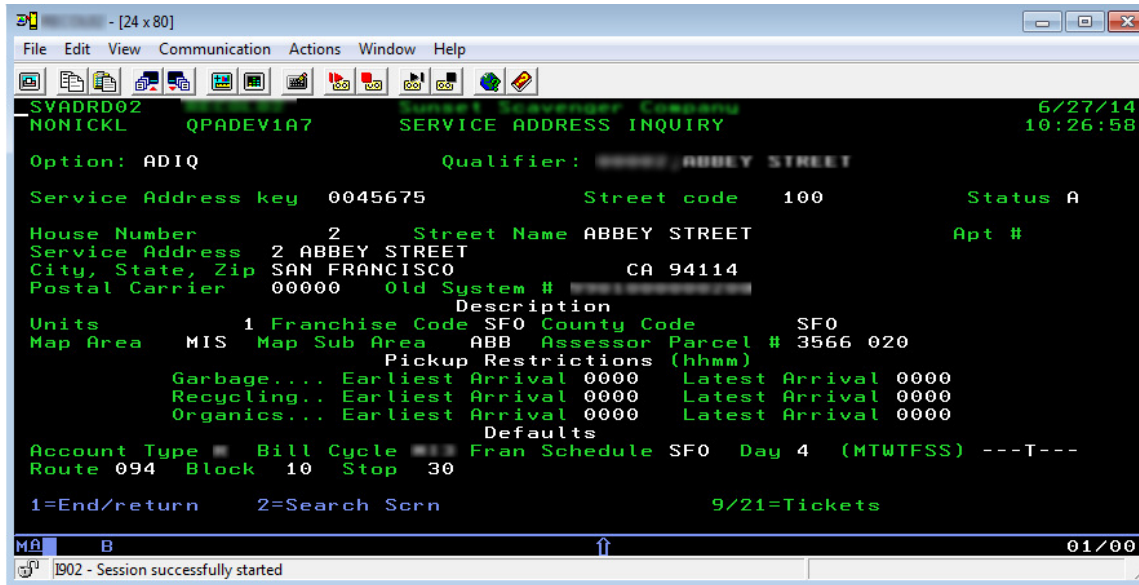 - [24 x 80]
File Edit View Communication Actions Window Help
SVADRD02 Sunset Scavenger Company 6/27/14
NONICKL QPADEV1A7 SERVICE ADDRESS INQUIRY 10:26:58
Option: ADIQ Qualifier: ABBEY STREET
Service Address key 0045675 Street code 100 Status A
House Number 2 Street Name ABBEY STREET Apt #
Service Address 2 ABBEY STREET
City, State, Zip SAN FRANCISCO CA 94114
Postal Carrier 00000 Old System #
Description
Units 1 Franchise Code SFO County Code SFO
Map Area MIS Map Sub Area ABB Assessor Parcel # 3566 020
Pickup Restrictions (hhmm)
Garbage.... Earliest Arrival 0000 Latest Arrival 0000
Recycling.. Earliest Arrival 0000 Latest Arrival 0000
Organics... Earliest Arrival 0000 Latest Arrival 0000
Defaults
Account Type Bill Cycle Fran Schedule SFO Day 4 (MTWTFSS) ---T---
Route 094 Block 10 Stop 30
1=End/return 2=Search Scrn 9/21=Tickets
MA B 01/00
I902 - Session successfully started